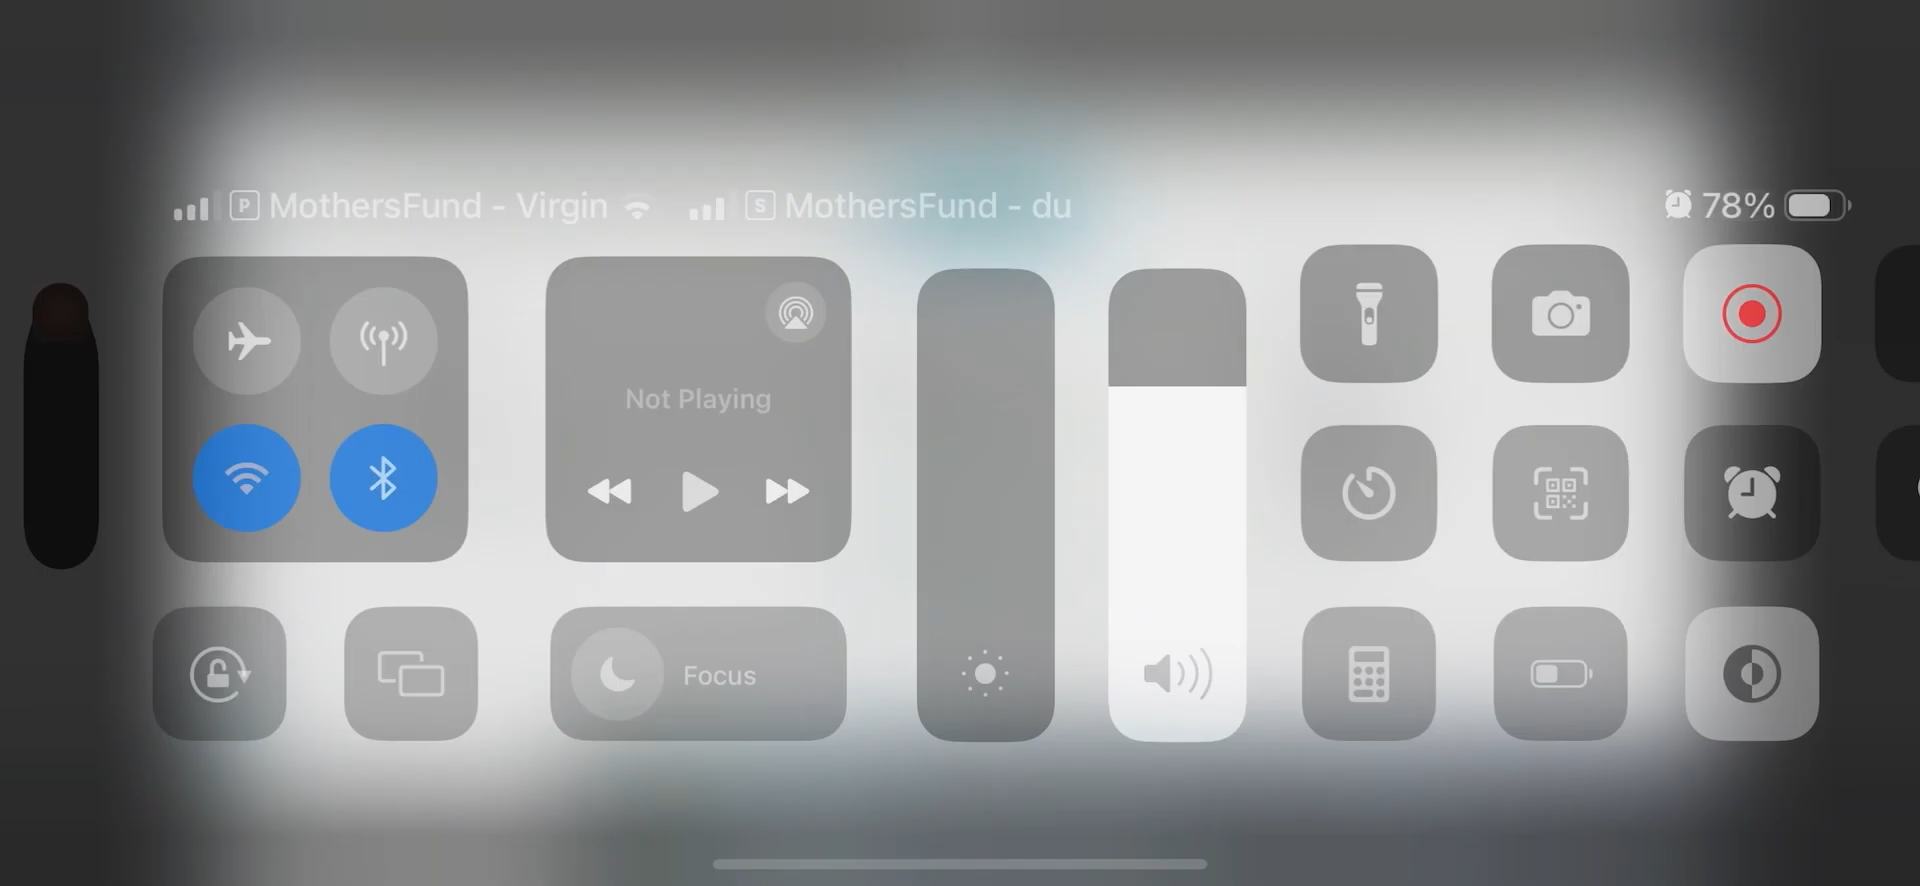 P MothersFund - Virgin S MothersFund - du 78%
Not Playing
Focus